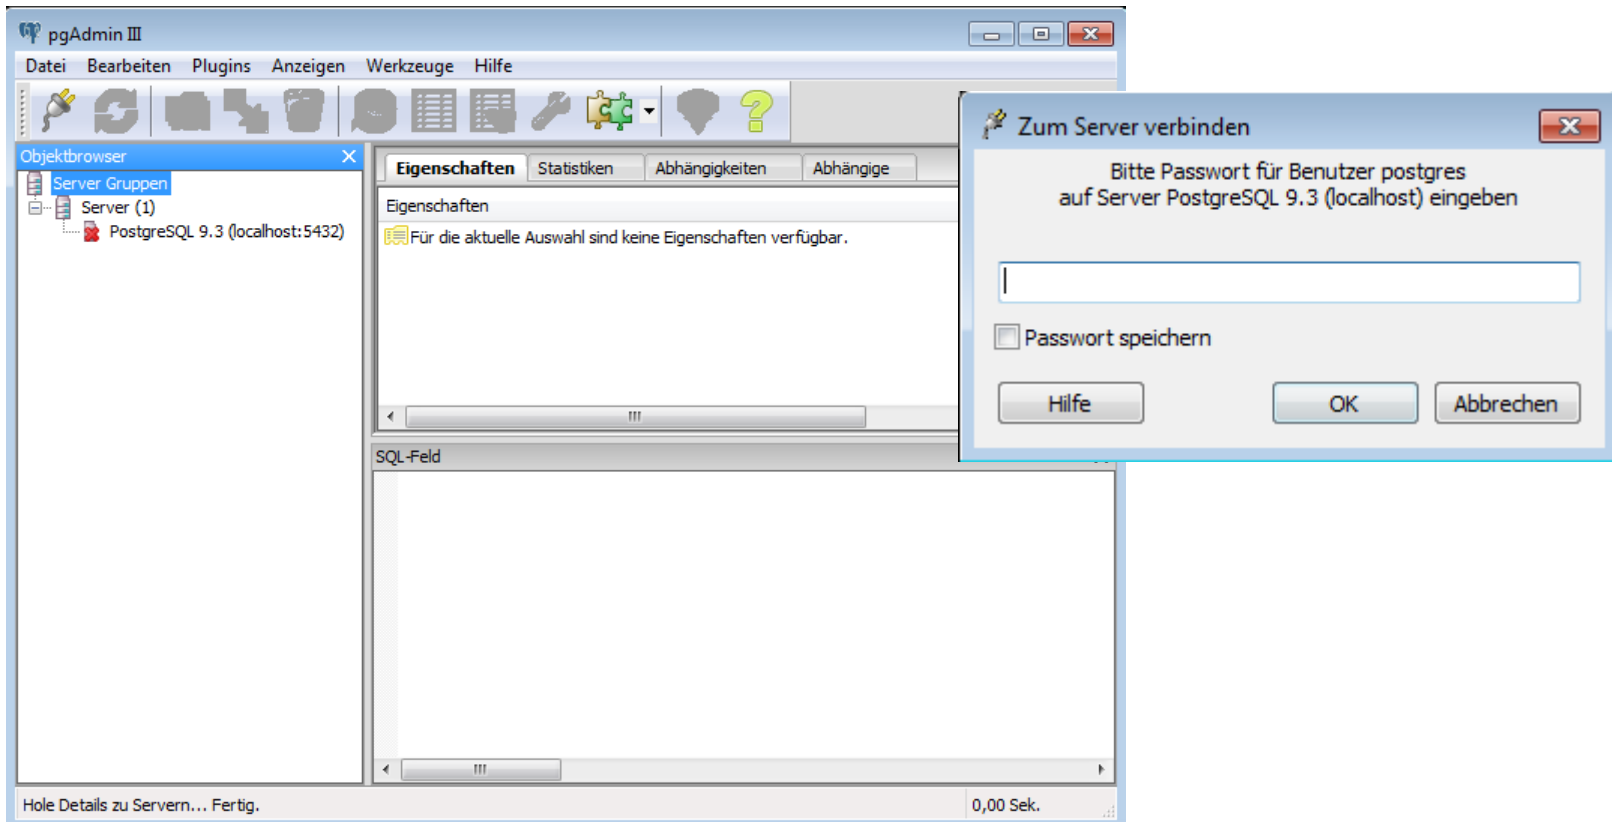 pgAdmin III
Datei Bearbeiten Plugins Anzeigen Werkzeuge Hilfe
Objektbrowser
Server Gruppen
Server (1)
PostgreSQL 9.3 (localhost:5432)
Eigenschaften Statistiken Abhängigkeiten Abhängige
Eigenschaften
Für die aktuelle Auswahl sind keine Eigenschaften verfügbar.
SQL-Feld
Hole Details zu Servern... Fertig.
0,00 Sek.
Zum Server verbinden
Bitte Passwort für Benutzer postgres
auf Server PostgreSQL 9.3 (localhost) eingeben
Passwort speichern
Hilfe OK Abbrechen